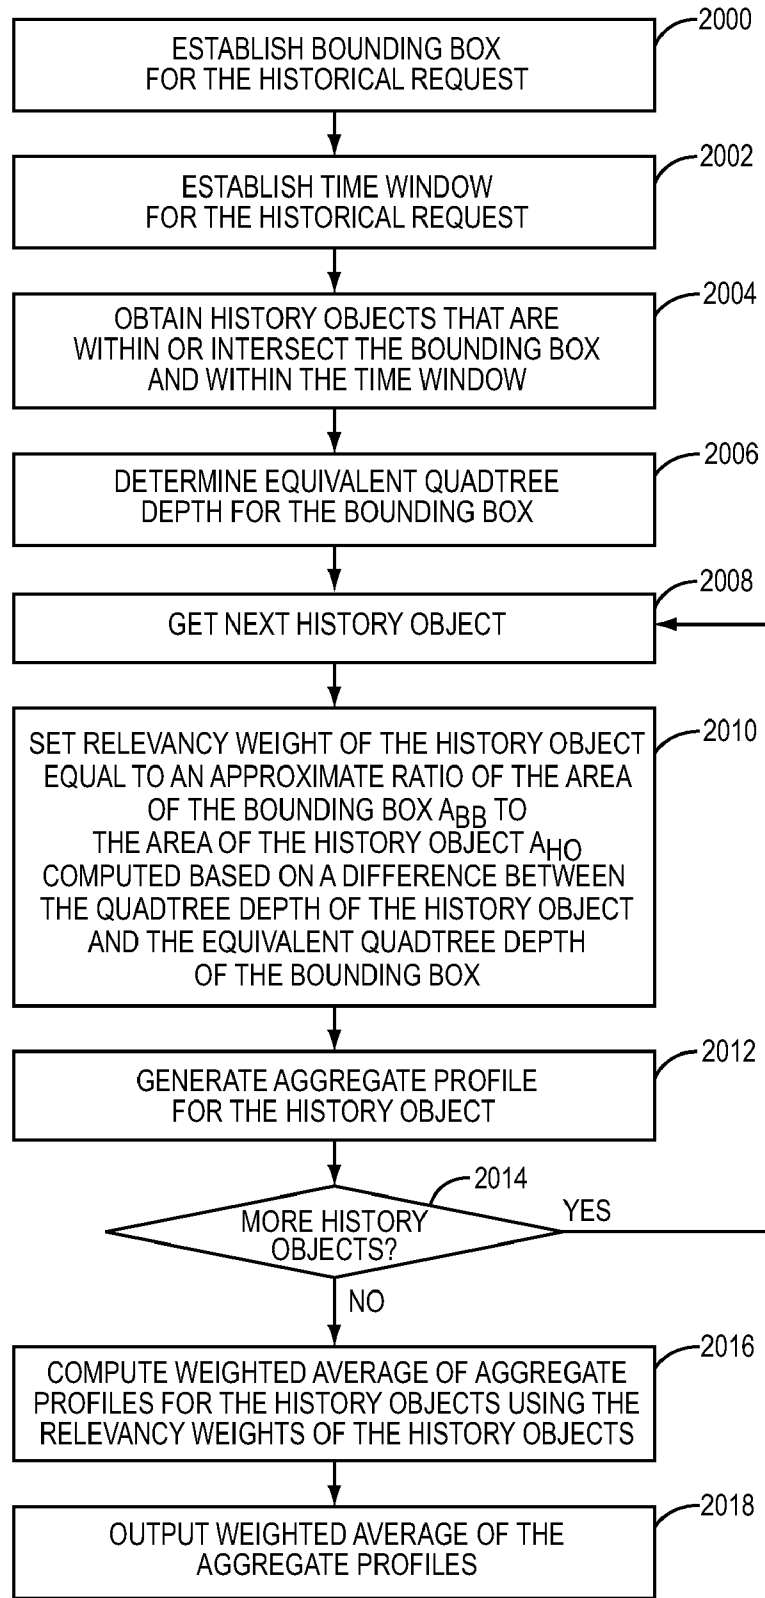 2000
ESTABLISH BOUNDING BOX
FOR THE HISTORICAL REQUEST
2002
ESTABLISH TIME WINDOW
FOR THE HISTORICAL REQUEST
2004
OBTAIN HISTORY OBJECTS THAT ARE
WITHIN OR INTERSECT THE BOUNDING BOX
AND WITHIN THE TIME WINDOW
2006
DETERMINE EQUIVALENT QUADTREE
DEPTH FOR THE BOUNDING BOX
2008
GET NEXT HISTORY OBJECT
2010
SET RELEVANCY WEIGHT OF THE HISTORY OBJECT
EQUAL TO AN APPROXIMATE RATIO OF THE AREA
OF THE BOUNDING BOX ABB TO
THE AREA OF THE HISTORY OBJECT AHO
COMPUTED BASED ON A DIFFERENCE BETWEEN
THE QUADTREE DEPTH OF THE HISTORY OBJECT
AND THE EQUIVALENT QUADTREE DEPTH
OF THE BOUNDING BOX
2012
GENERATE AGGREGATE PROFILE
FOR THE HISTORY OBJECT
2014
MORE HISTORY
OBJECTS?
YES
NO
2016
COMPUTE WEIGHTED AVERAGE OF AGGREGATE
PROFILES FOR THE HISTORY OBJECTS USING THE
RELEVANCY WEIGHTS OF THE HISTORY OBJECTS
2018
OUTPUT WEIGHTED AVERAGE OF THE
AGGREGATE PROFILES